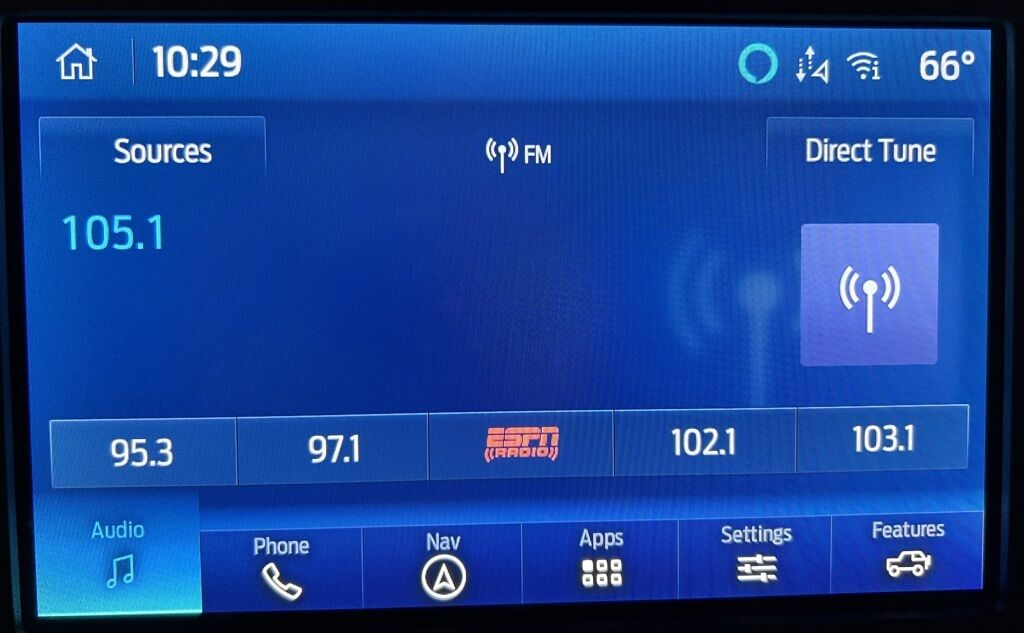 10:29 66°
Sources FM Direct Tune
105.1
95.3 97.1 ESPN RADIO 102.1 103.1
Audio Phone Nav Apps Settings Features